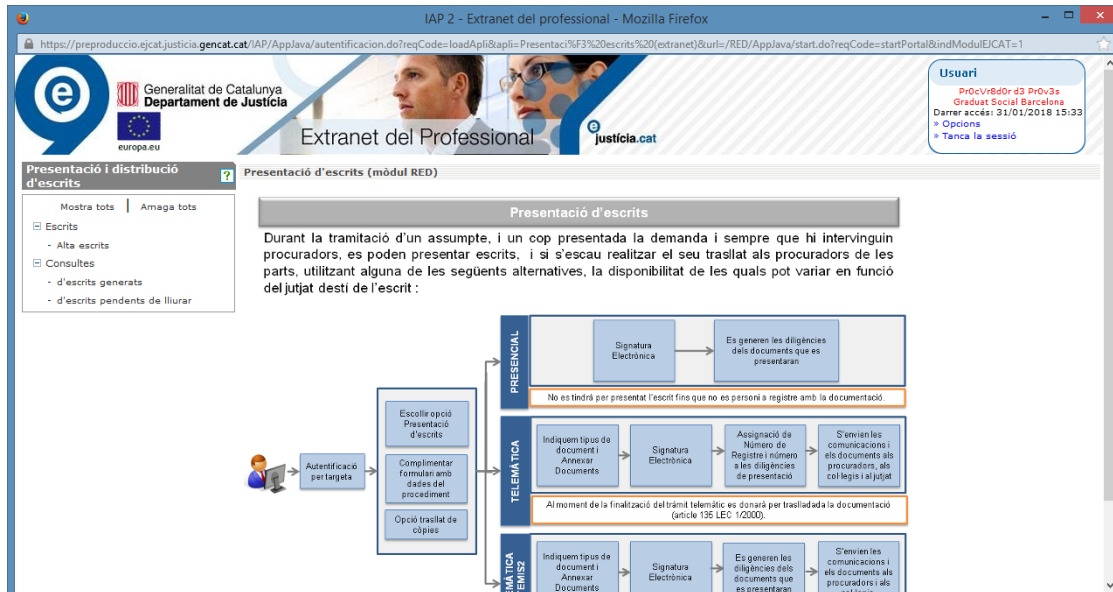 IAP 2 - Extranet del professional - Mozilla Firefox
https://preproduccio.ejcat.justicia.gencat.cat/IAP/AppJava/autentificacion.do?reqCode=loadApli&apli=Presentaci%F3%20escrits%20(extranet)&url=/RED/AppJava/start.do?reqCode=startPortal&indModulEJCAT=1
Generalitat de Catalunya
Departament de Justícia
europa.eu
Extranet del Professional
ejustícia.cat
Usuari
Pr0cVr8d0r d3 Pr0v3s
Graduat Social Barcelona
Darrer accés: 31/01/2018 15:33
» Opcions
» Tanca la sessió
Presentació i distribució
d'escrits
?
Mostra tots | Amaga tots
Escrits
- Alta escrits
Consultes
- d'escrits generats
- d'escrits pendents de lliurar
Presentació d'escrits (mòdul RED)
Presentació d'escrits
Durant la tramitació d'un assumpte, i un cop presentada la demanda i sempre que hi intervinguin
procuradors, es poden presentar escrits, i si s'escau realitzar el seu trasllat als procuradors de les
parts, utilitzant alguna de les següents alternatives, la disponibilitat de les quals pot variar en funció
del jutjat destí de l'escrit :
Autentificació
per targeta
Escollir opció
Presentació
d'escrits
Complimentar
formulari amb
dades del
procediment
Opció trasllat de
còpies
PRESENCIAL
Signatura
Electrònica
Es generen les diligències
dels documents que es
presentaran
No es tindrà per presentat l'escrit fins que no es personi a registre amb la documentació.
TELEMÀTICA
Indiquem tipus de
document i
Annexar
Documents
Signatura
Electrònica
Assignació de
Número de
Registre i número
a les diligències
de presentació
S'envien les
comunicacions i
els documents als
procuradors, als
col·legis i al jutjat
Al moment de la finalització del tràmit telemàtic es donarà per traslladada la documentació
(article 135 LEC 1/2000).
Indiquem tipus de
document i
Annexar
Documents
Signatura
Electrònica
Es generen les
diligències dels
documents que
es presentaran
S'envien les
comunicacions i
els documents als
procuradors i als